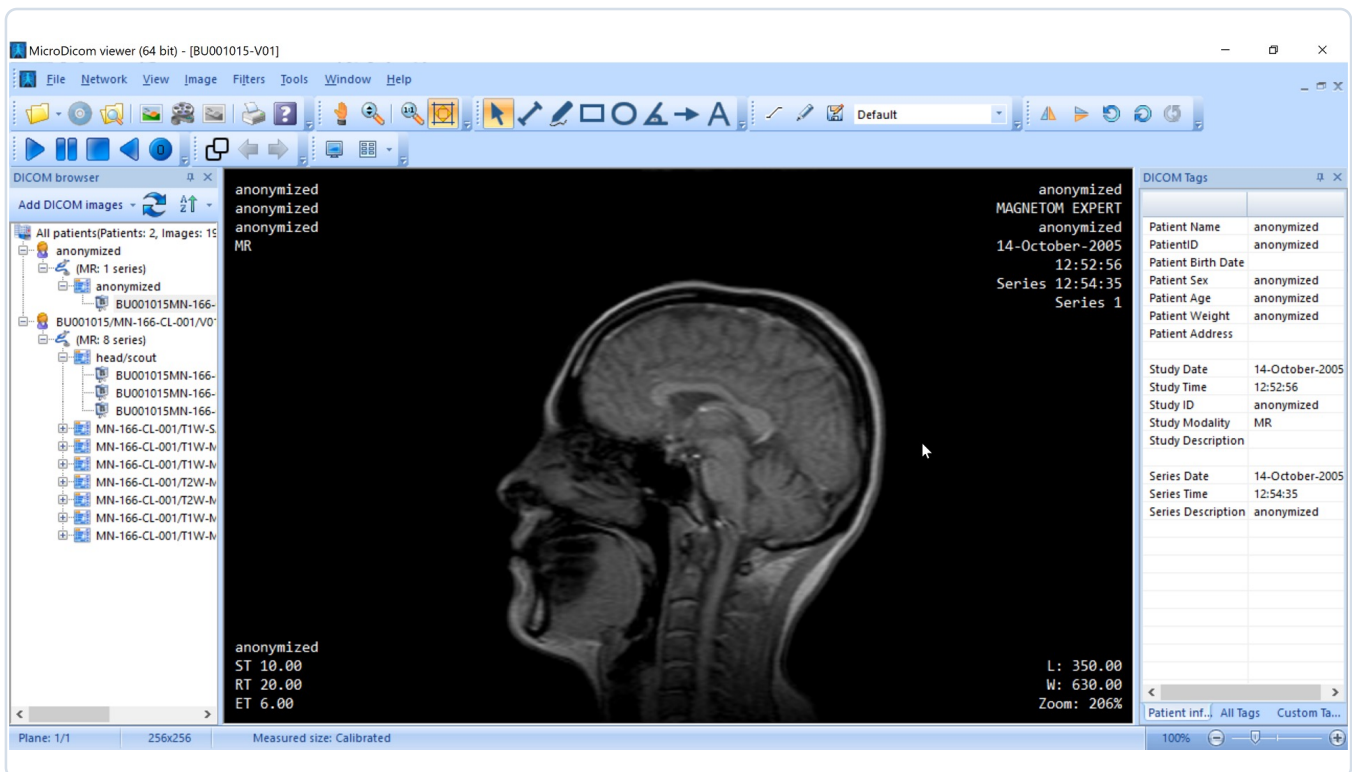 MicroDicom viewer (64 bit) - [BU001015-V01]
File Network View Image Filters Tools Window Help
Default
DICOM browser
Add DICOM images
All patients(Patients: 2, Images: 19
anonymized
(MR: 1 series)
anonymized
BU001015MN-166-
BU001015/MN-166-CL-001/V01
(MR: 8 series)
head/scout
BU001015MN-166-
BU001015MN-166-
BU001015MN-166-
MN-166-CL-001/T1W-S
MN-166-CL-001/T1W-M
MN-166-CL-001/T1W-M
MN-166-CL-001/T2W-M
MN-166-CL-001/T2W-M
MN-166-CL-001/T1W-M
MN-166-CL-001/T1W-M
anonymized
anonymized
anonymized
MR
anonymized
MAGNETOM EXPERT
anonymized
14-October-2005
12:52:56
Series 12:54:35
Series 1
anonymized
ST 10.00
RT 20.00
ET 6.00
L: 350.00
W: 630.00
Zoom: 206%
DICOM Tags
Patient Name anonymized
PatientID anonymized
Patient Birth Date
Patient Sex anonymized
Patient Age anonymized
Patient Weight anonymized
Patient Address
Study Date 14-October-2005
Study Time 12:52:56
Study ID anonymized
Study Modality MR
Study Description
Series Date 14-October-2005
Series Time 12:54:35
Series Description anonymized
Patient inf... All Tags Custom Ta...
Plane: 1/1 256x256 Measured size: Calibrated 100%